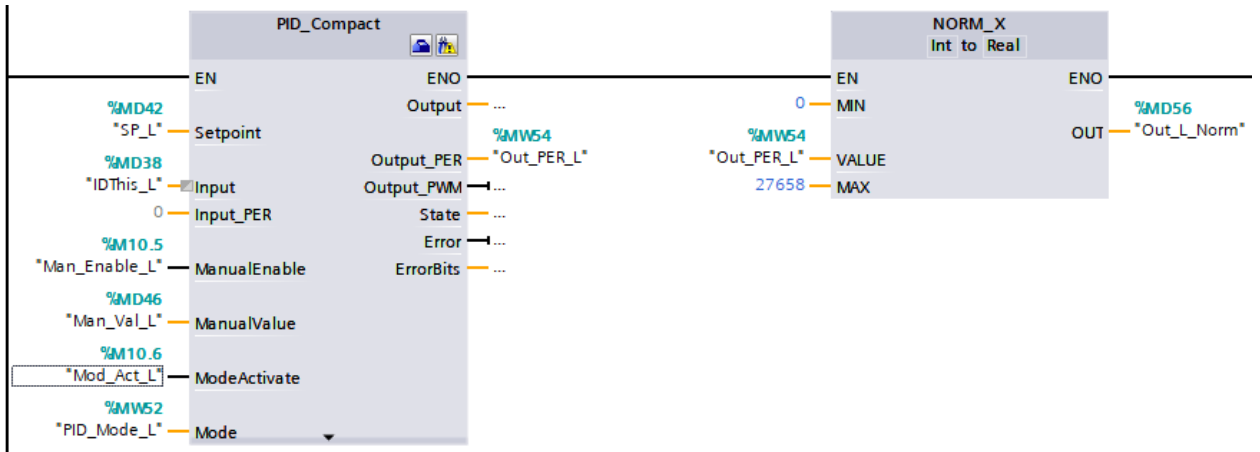 PID_Compact
EN
ENO
%MD42
"SP_L"
Setpoint
%MD38
"IDThis_L"
Input
0
Input_PER
%M10.5
"Man_Enable_L"
ManualEnable
%MD46
"Man_Val_L"
ManualValue
%M10.6
"Mod_Act_L"
ModeActivate
%MW52
"PID_Mode_L"
Mode
Output
...
%MW54
Output_PER
"Out_PER_L"
Output_PWM
...
State
...
Error
...
ErrorBits
...
NORM_X
Int to Real
EN
ENO
0
MIN
%MW54
"Out_PER_L"
VALUE
27658
MAX
%MD56
OUT
"Out_L_Norm"